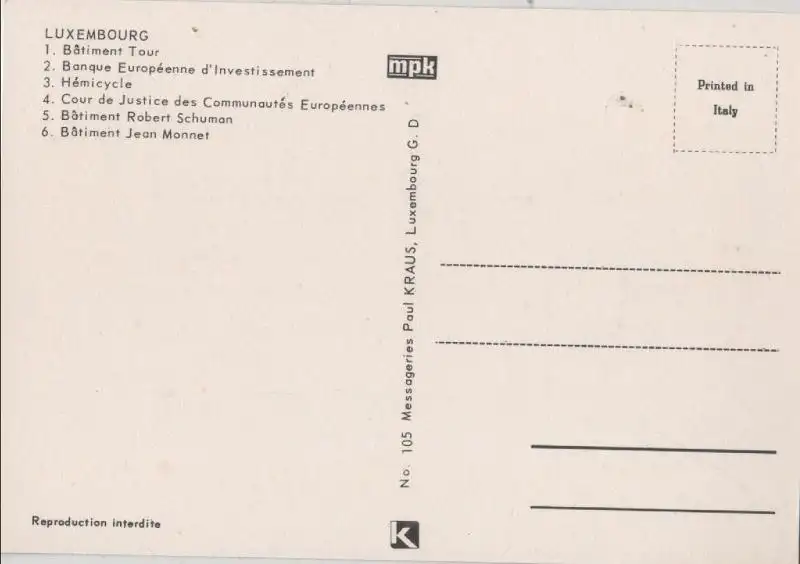 LUXEMBOURG
1. Bâtiment Tour
2. Banque Européenne d'Investissement
3. Hémicycle
4. Cour de Justice des Communautés Européennes
5. Bâtiment Robert Schuman
6. Bâtiment Jean Monnet
Reproduction interdite
mpk
No. 105 Messageries Paul KRAUS, Luxembourg G. D
K
Printed in
Italy